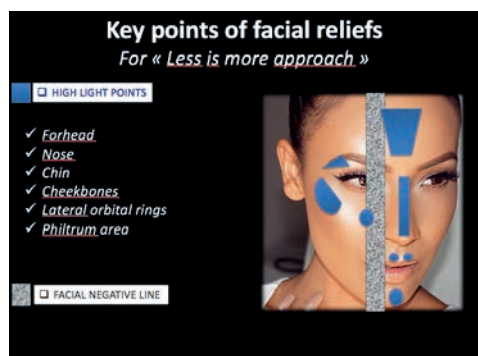 Key points of facial reliefs
For « Less is more approach »
❑ HIGH LIGHT POINTS
✓ Forhead
✓ Nose
✓ Chin
✓ Cheekbones
✓ Lateral orbital rings
✓ Philtrum area
❑ FACIAL NEGATIVE LINE